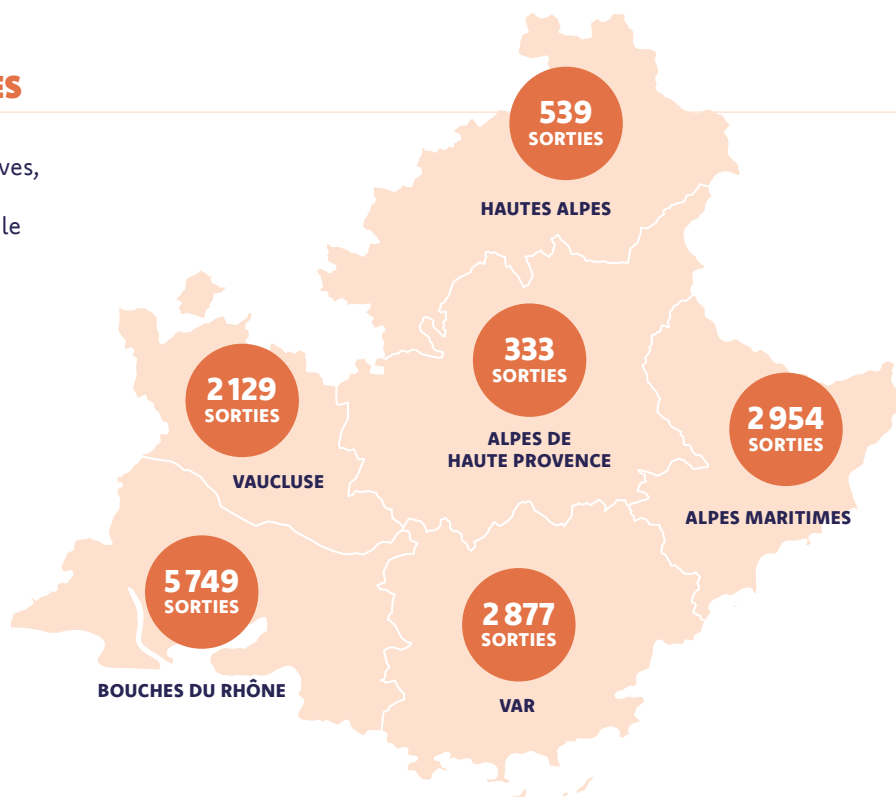 ES
ves,
le
539
SORTIES
HAUTES ALPES
333
SORTIES
ALPES DE
HAUTE PROVENCE
2 129
SORTIES
VAUCLUSE
2 954
SORTIES
ALPES MARITIMES
5 749
SORTIES
BOUCHES DU RHÔNE
2 877
SORTIES
VAR